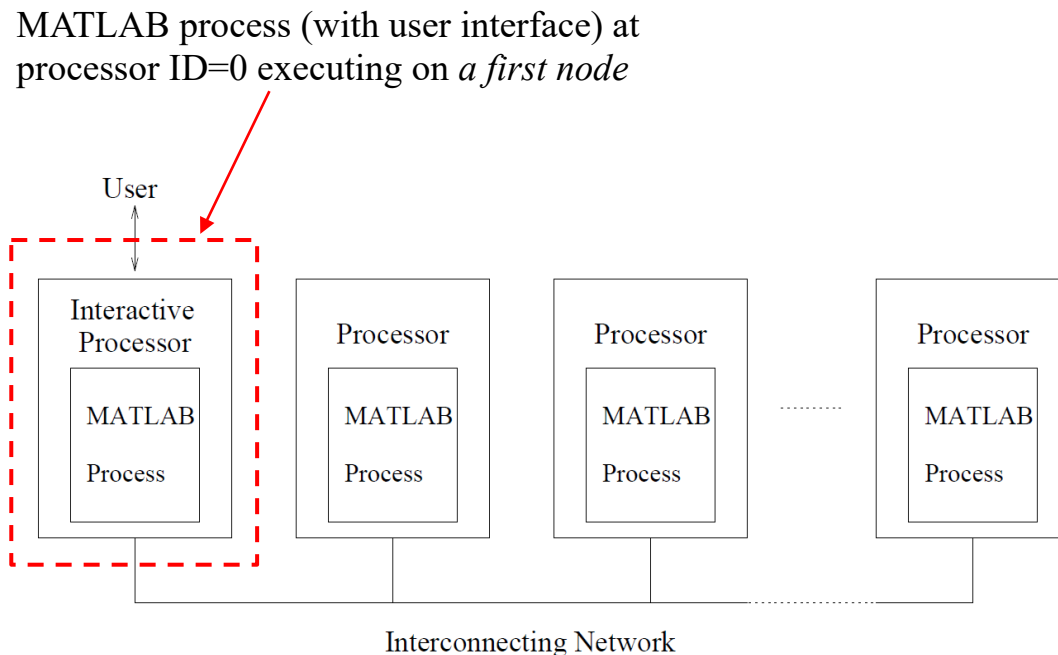 MATLAB process (with user interface) at
processor ID=0 executing on a first node
User
Interactive
Processor
MATLAB
Process
Processor
MATLAB
Process
Processor
MATLAB
Process
Processor
MATLAB
Process
Interconnecting Network